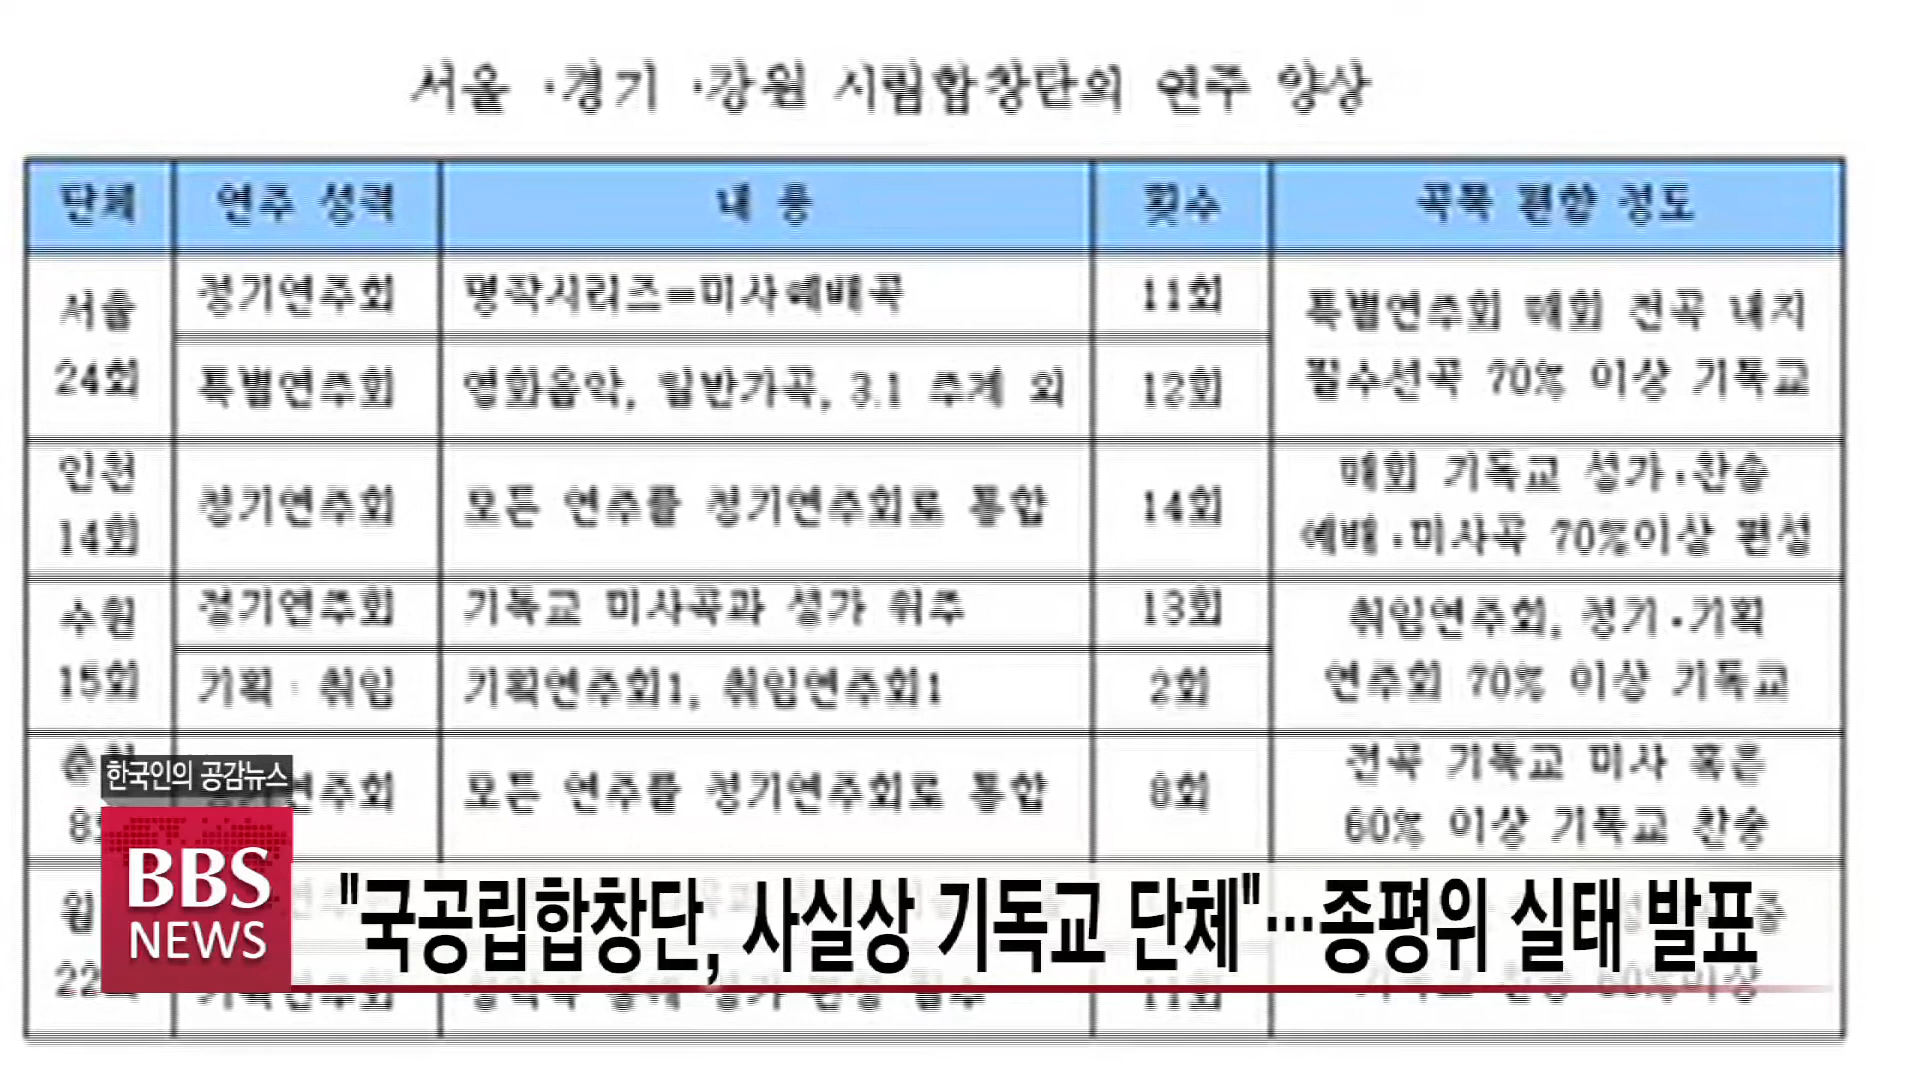 서울 ·경기 ·강원 시립합창단의 연주 양상
단체 연주 성격 내 용 횟수 곡목 편향 정도
서울
24회
정기연주회 명작시리즈=미사예배곡 11회
특별연주회 영화음악, 일반가곡, 3.1 주제 외 12회
특별연주회 매회 전곡 내지
필수선곡 70% 이상 기독교
인천
14회
정기연주회 모든 연주를 정기연주회로 통합 14회
매회 기독교 성가·찬송
예배·미사곡 70%이상 편성
수원
15회
정기연주회 기독교 미사곡과 성가 위주 13회
기획· 취임 기획연주회1, 취임연주회1 2회
취임연주회, 정기·기획
연주회 70% 이상 기독교
연주회 모든 연주를 정기연주회로 통합 8회
전곡 기독교 미사 혹은
60% 이상 기독교 찬송
11회
한국인의 공감뉴스
BBS
NEWS
"국공립합창단, 사실상 기독교 단체"…종평위 실태 발표